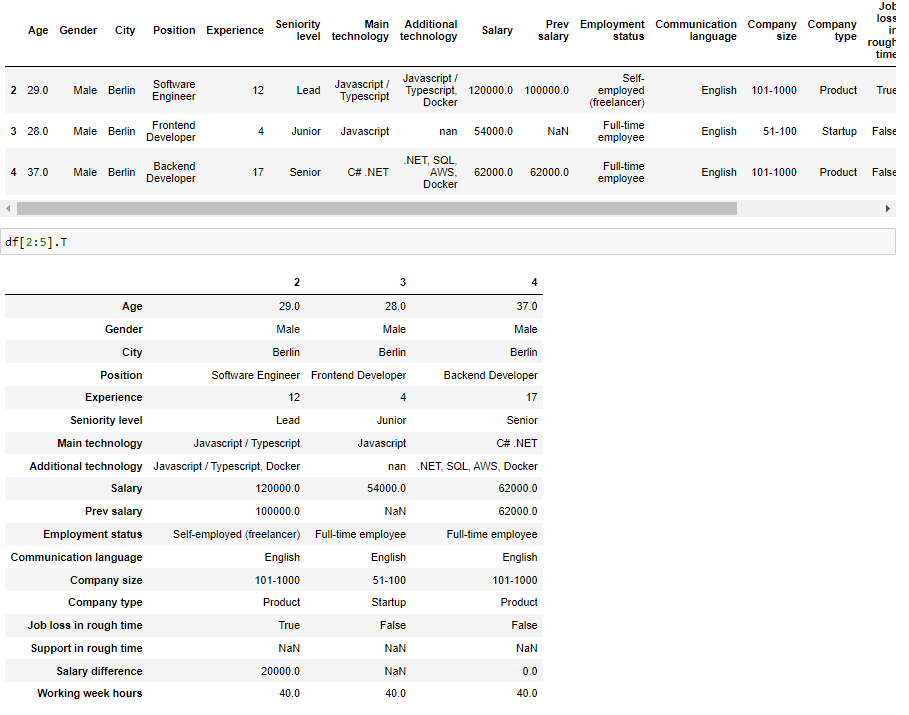 Age Gender City Position Experience Seniority level Main technology Additional technology Salary Prev salary Employment status Communication language Company size Company type Job loss in rough time
2 29.0 Male Berlin Software Engineer 12 Lead Javascript / Typescript Javascript / Typescript, Docker 120000.0 100000.0 Self-employed (freelancer) English 101-1000 Product True
3 28.0 Male Berlin Frontend Developer 4 Junior Javascript nan 54000.0 NaN Full-time employee English 51-100 Startup False
4 37.0 Male Berlin Backend Developer 17 Senior C# .NET .NET, SQL, AWS, Docker 62000.0 62000.0 Full-time employee English 101-1000 Product False
df[2:5].T
2 3 4
Age 29.0 28.0 37.0
Gender Male Male Male
City Berlin Berlin Berlin
Position Software Engineer Frontend Developer Backend Developer
Experience 12 4 17
Seniority level Lead Junior Senior
Main technology Javascript / Typescript Javascript C# .NET
Additional technology Javascript / Typescript, Docker nan .NET, SQL, AWS, Docker
Salary 120000.0 54000.0 62000.0
Prev salary 100000.0 NaN 62000.0
Employment status Self-employed (freelancer) Full-time employee Full-time employee
Communication language English English English
Company size 101-1000 51-100 101-1000
Company type Product Startup Product
Job loss in rough time True False False
Support in rough time NaN NaN NaN
Salary difference 20000.0 NaN 0.0
Working week hours 40.0 40.0 40.0